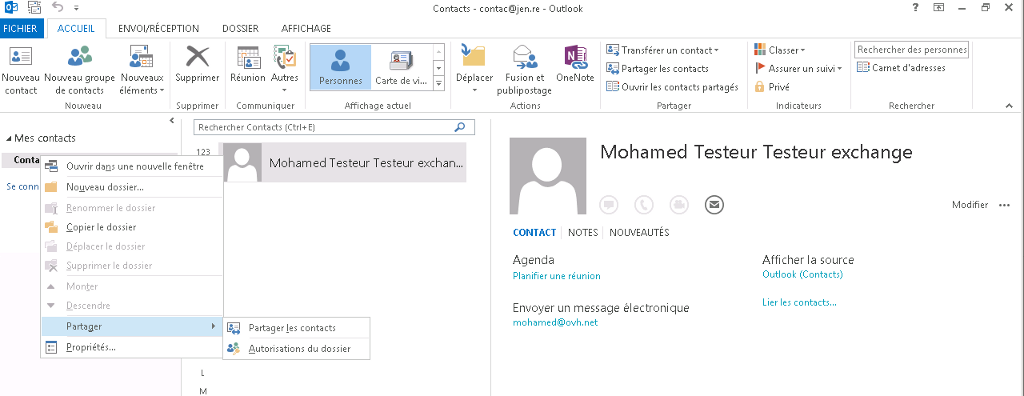 Contacts - contac@jen.re - Outlook
FICHIER ACCUEIL ENVOI/RÉCEPTION DOSSIER AFFICHAGE
Nouveau contact
Nouveau groupe de contacts
Nouveaux éléments
Nouveau
Supprimer
Supprimer
Réunion
Autres
Communiquer
Personnes
Carte de vi...
Affichage actuel
Déplacer
Fusion et publipostage
OneNote
Actions
Transférer un contact
Partager les contacts
Ouvrir les contacts partagés
Partager
Classer
Assurer un suivi
Privé
Indicateurs
Rechercher des personnes
Carnet d'adresses
Rechercher
Mes contacts
Conta
Se conn
Ouvrir dans une nouvelle fenêtre
Nouveau dossier...
Renommer le dossier
Copier le dossier
Déplacer le dossier
Supprimer le dossier
Monter
Descendre
Partager
Propriétés...
Partager les contacts
Autorisations du dossier
Rechercher Contacts (Ctrl+E)
123
Mohamed Testeur Testeur exchan...
L
M
Mohamed Testeur Testeur exchange
Modifier
CONTACT NOTES NOUVEAUTÉS
Agenda
Planifier une réunion
Envoyer un message électronique
mohamed@ovh.net
Afficher la source
Outlook (Contacts)
Lier les contacts...